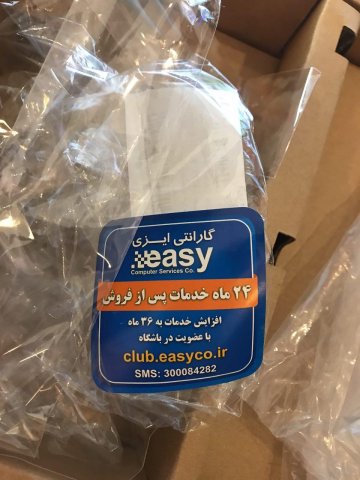 گارانتی ایزی
easy
Computer Services Co.
۲۴ ماه خدمات پس از فروش
افزایش خدمات به ۳۶ ماه
با عضویت در باشگاه
club.easyco.ir
SMS: 300084282